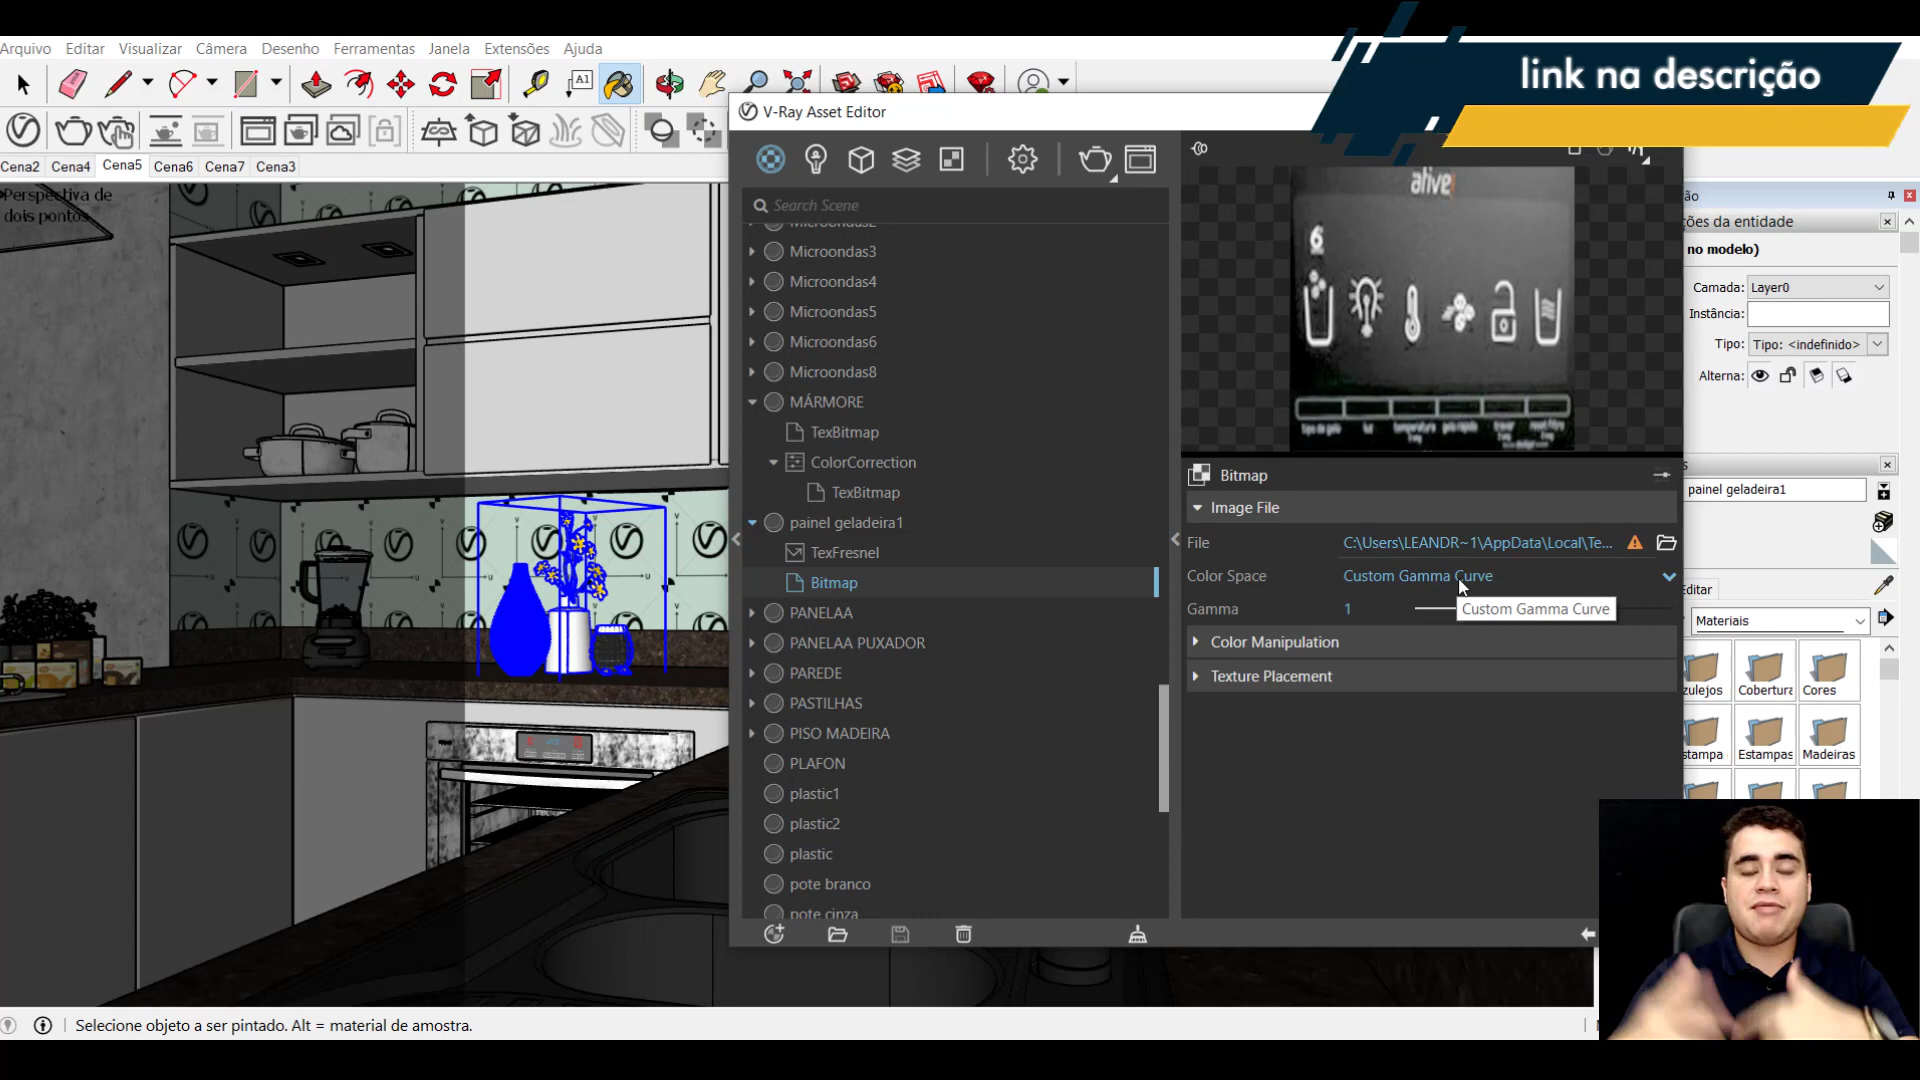 Arquivo Editar Visualizar Câmera Desenho Ferramentas Janela Extensões Ajuda
link na descrição
A1
V-Ray Asset Editor
Cena2 Cena4 Cena5 Cena6 Cena7 Cena3
Perspectiva de
dois pontos
Search Scene
Microondas2
Microondas3
Microondas4
Microondas5
Microondas6
Microondas8
MÁRMORE
TexBitmap
ColorCorrection
TexBitmap
painel geladeira1
TexFresnel
Bitmap
PANELAA
PANELAA PUXADOR
PAREDE
PASTILHAS
PISO MADEIRA
PLAFON
plastic1
plastic2
plastic
pote branco
pote cinza
alive
6
Bitmap
Image File
File C:\Users\LEANDR~1\AppData\Local\Te...
Color Space Custom Gamma Curve
Gamma 1
Custom Gamma Curve
Color Manipulation
Texture Placement
ão
ções da entidade
no modelo)
Camada: Layer0
Instância:
Tipo: Tipo: <indefinido>
Alterna:
s
painel geladeira1
Editar
Materiais
zulejos Cobertura Cores
stampa Estampas Madeiras
Selecione objeto a ser pintado. Alt = material de amostra.